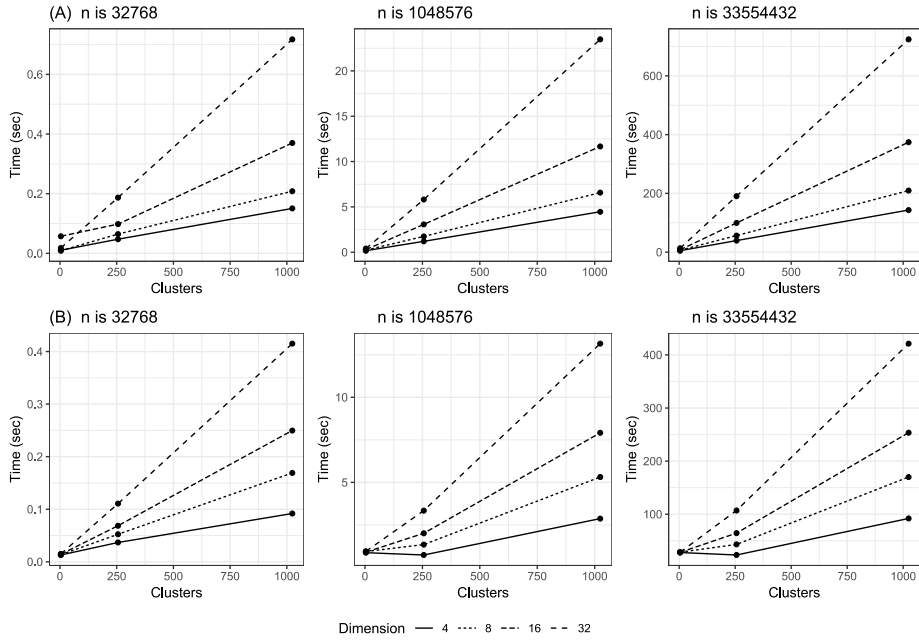 (A) n is 32768
n is 1048576
n is 33554432
Time (sec)
0.6
0.4
0.2
0.0
0 250 500 750 1000
Clusters
Time (sec)
20
15
10
5
0
0 250 500 750 1000
Clusters
Time (sec)
600
400
200
0
0 250 500 750 1000
Clusters
(B) n is 32768
n is 1048576
n is 33554432
Time (sec)
0.4
0.3
0.2
0.1
0.0
0 250 500 750 1000
Clusters
Time (sec)
10
5
0 250 500 750 1000
Clusters
Time (sec)
400
300
200
100
0 250 500 750 1000
Clusters
Dimension 4 8 16 32